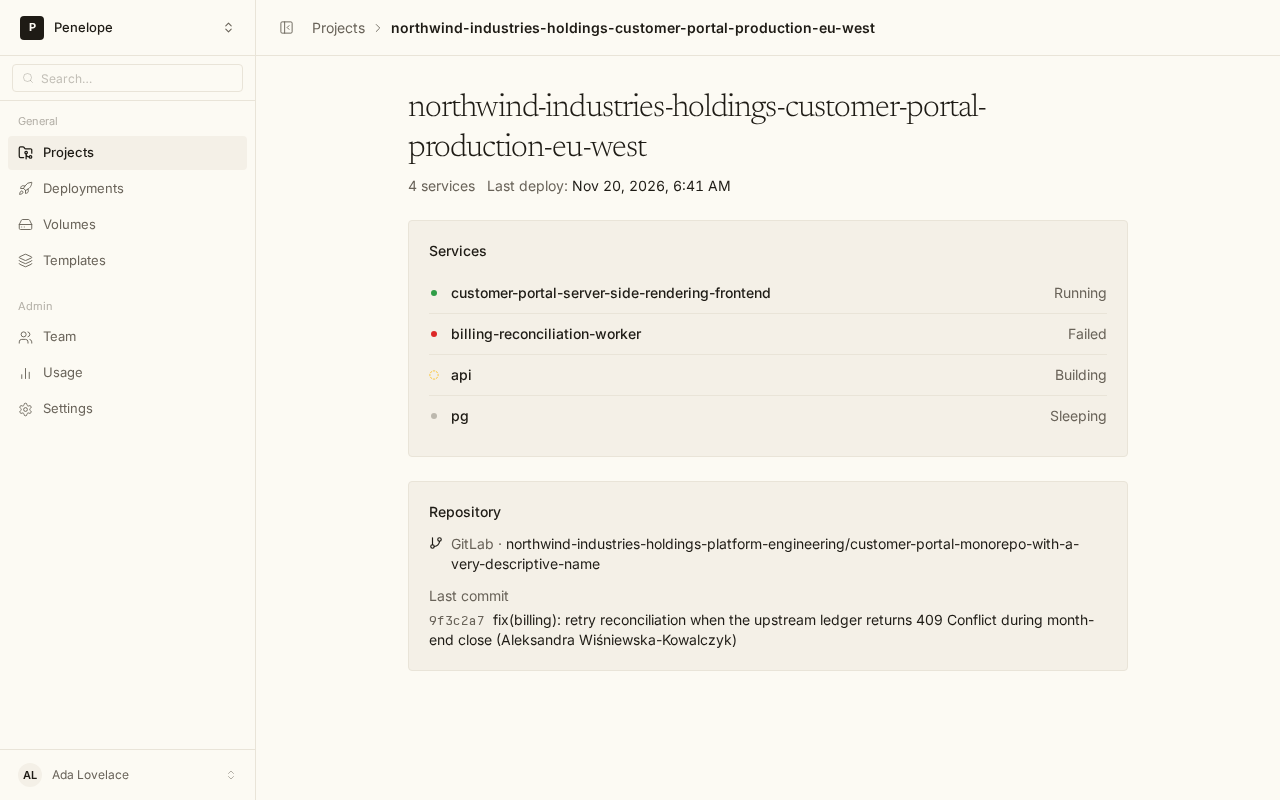 P Penelope
Search...
General
Projects
Deployments
Volumes
Templates
Admin
Team
Usage
Settings
AL Ada Lovelace
Projects northwind-industries-holdings-customer-portal-production-eu-west
northwind-industries-holdings-customer-portal-
production-eu-west
4 services Last deploy: Nov 20, 2026, 6:41 AM
Services
customer-portal-server-side-rendering-frontend Running
billing-reconciliation-worker Failed
api Building
pg Sleeping
Repository
GitLab · northwind-industries-holdings-platform-engineering/customer-portal-monorepo-with-a-
very-descriptive-name
Last commit
9f3c2a7 fix(billing): retry reconciliation when the upstream ledger returns 409 Conflict during month-
end close (Aleksandra Wiśniewska-Kowalczyk)